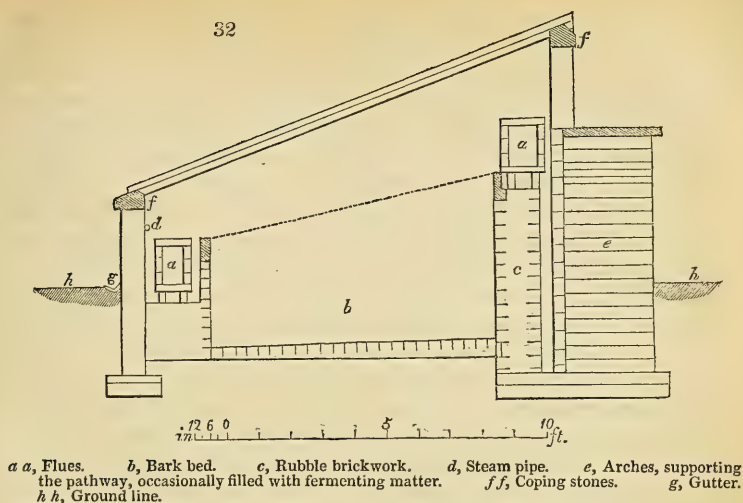 32
f
a
f
d
e
a
c
h
g
h
b
in. 12 6 0 5 10 ft.
a a, Flues. b, Bark bed. c, Rubble brickwork. d, Steam pipe. e, Arches, supporting
the pathway, occasionally filled with fermenting matter. f f, Coping stones. g, Gutter.
h h, Ground line.